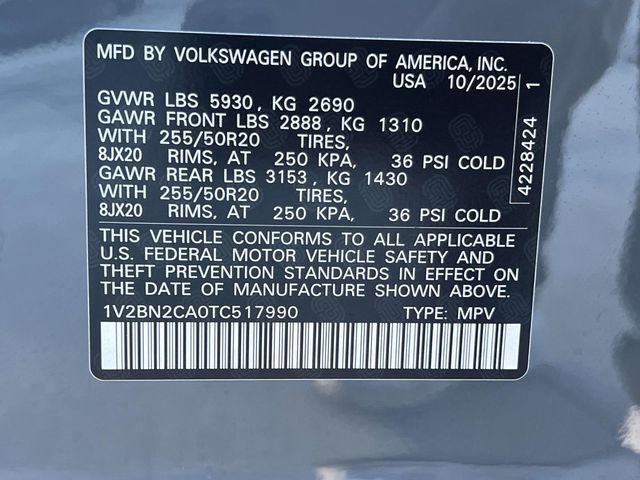 MFD BY VOLKSWAGEN GROUP OF AMERICA, INC.
USA 10/2025
GVWR LBS 5930, KG 2690
GAWR FRONT LBS 2888, KG 1310
WITH 255/50R20 TIRES,
8JX20 RIMS, AT 250 KPA, 36 PSI COLD
GAWR REAR LBS 3153, KG 1430
WITH 255/50R20 TIRES,
8JX20 RIMS, AT 250 KPA, 36 PSI COLD
4228424 1
THIS VEHICLE CONFORMS TO ALL APPLICABLE
U.S. FEDERAL MOTOR VEHICLE SAFETY AND
THEFT PREVENTION STANDARDS IN EFFECT ON
THE DATE OF MANUFACTURE SHOWN ABOVE.
1V2BN2CA0TC517990 TYPE: MPV